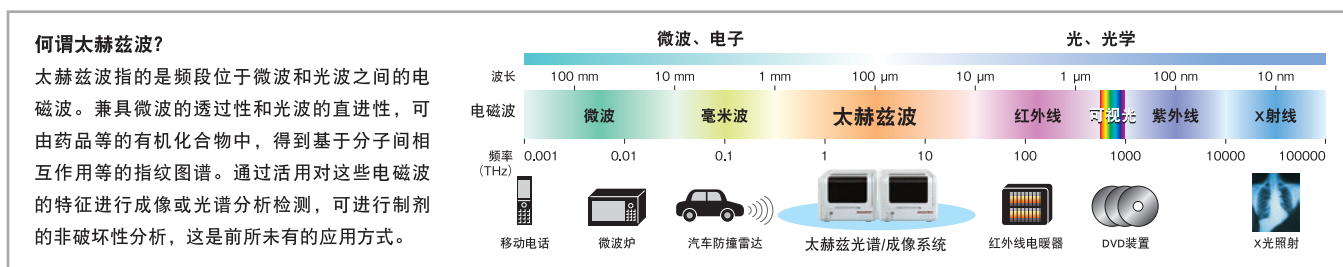 何谓太赫兹波?
太赫兹波指的是频段位于微波和光波之间的电
磁波。兼具微波的透过性和光波的直进性，可
由药品等的有机化合物中，得到基于分子间相
互作用等的指纹图谱。通过活用对这些电磁波
的特征进行成像或光谱分析检测，可进行制剂
的非破坏性分析，这是前所未有的应用方式。
微波、电子 光、光学
波长 100 mm 10 mm 1 mm 100 μm 10 μm 1 μm 100 nm 10 nm
电磁波 微波 毫米波 太赫兹波 红外线 可视光 紫外线 X射线
频率 0.001 0.01 0.1 1 10 100 1000 10000 100000
(THz)
移动电话 微波炉 汽车防撞雷达 太赫兹光谱/成像系统 红外线电暖器 DVD装置 X光照射